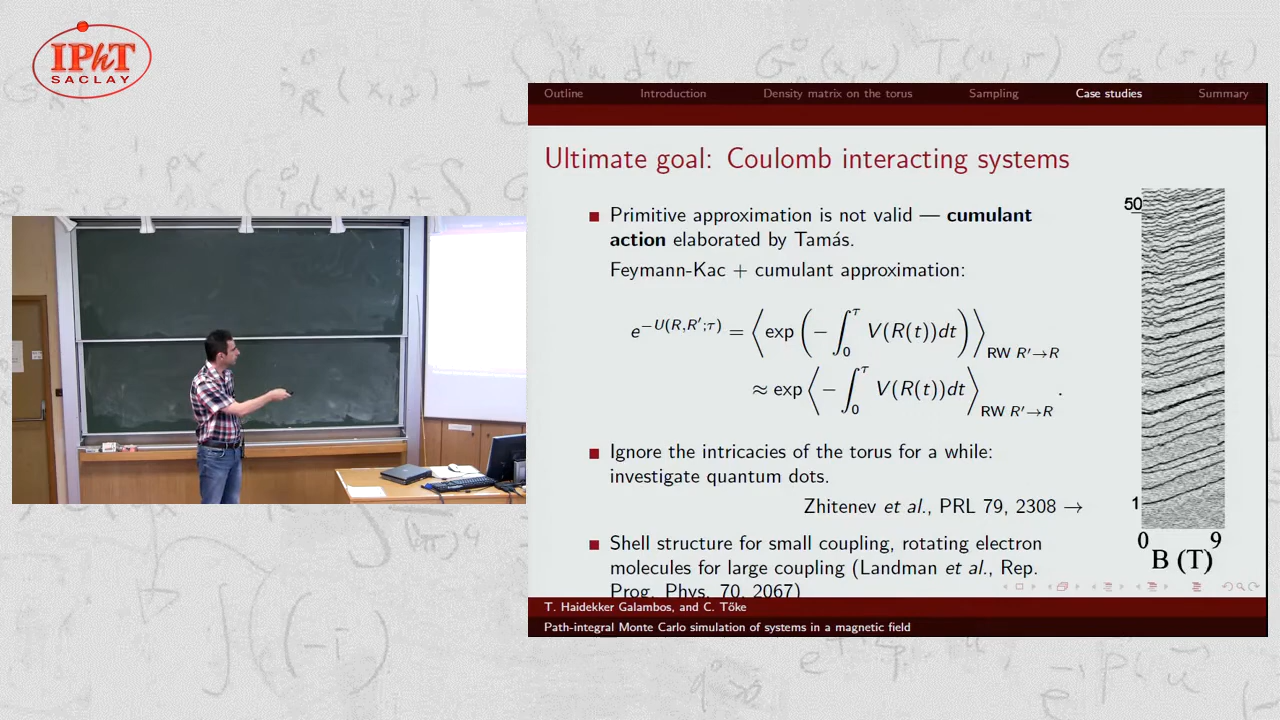 IPhT
SACLAY
Outline Introduction Density matrix on the torus Sampling Case studies Summary
Ultimate goal: Coulomb interacting systems
Primitive approximation is not valid — cumulant
action elaborated by Tamás.
Feymann-Kac + cumulant approximation:
e^{-U(R,R′;τ)} = ⟨exp(−∫_0^τ V(R(t))dt)⟩_{RW R′→R}
≈ exp⟨−∫_0^τ V(R(t))dt⟩_{RW R′→R} .
Ignore the intricacies of the torus for a while:
investigate quantum dots.
Zhitenev et al., PRL 79, 2308 →
Shell structure for small coupling, rotating electron
molecules for large coupling (Landman et al., Rep.
Prog. Phys. 70, 2067)
50
1
0 9
B (T)
T. Haidekker Galambos, and C. Tőke
Path-integral Monte Carlo simulation of systems in a magnetic field